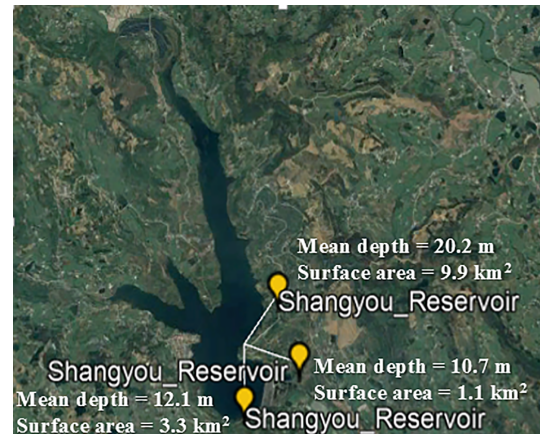 Mean depth = 20.2 m
Surface area = 9.9 km²
Shangyou_Reservoir
Shangyou_Reservoir
Mean depth = 10.7 m
Surface area = 1.1 km²
Mean depth = 12.1 m
Surface area = 3.3 km²
Shangyou_Reservoir